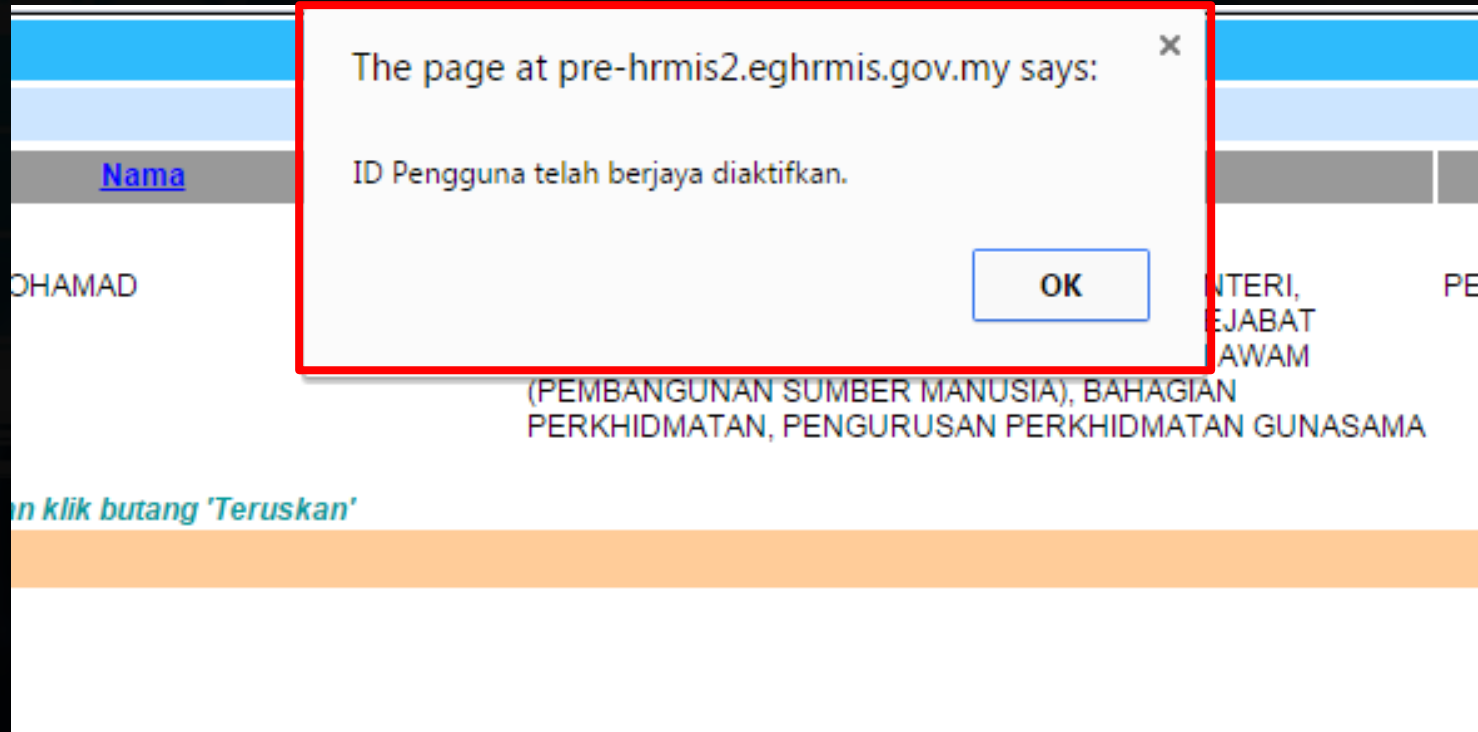 The page at pre-hrmis2.eghrmis.gov.my says:
ID Pengguna telah berjaya diaktifkan.
OK
Nama
OHAMAD
NTERI,
EJABAT
AWAM
(PEMBANGUNAN SUMBER MANUSIA), BAHAGIAN
PERKHIDMATAN, PENGURUSAN PERKHIDMATAN GUNASAMA
PE
an klik butang 'Teruskan'